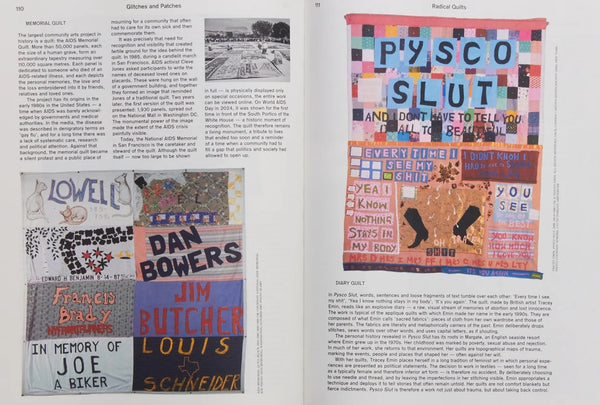 110
Glitches and Patches
MEMORIAL QUILT
The largest community arts project in
history is a quilt: the AIDS Memorial
Quilt. More than 50,000 panels, each
the size of a human grave, form an
extraordinary tapestry measuring over
110,000 square metres. Each panel is
dedicated to someone who died of an
AIDS-related illness, and each depicts
the personal memories, the love and
the loss embroidered into it by friends,
relatives and loved ones.
The project has its origins in the
early 1980s in the United States — a
time when AIDS was barely acknowl-
edged by governments and medical
authorities. In the media, the disease
was described in derogatory terms as
'gay flu', and for a long time there was
a lack of systematic care, research
and political attention. Against that
background, the memorial quilt became
a silent protest and a public place of
mourning for a community that often
had to care for its own sick and then
commemorate them.
It was precisely that need for
recognition and visibility that created
fertile ground for the idea behind the
quilt. In 1985, during a candlelit march
in San Francisco, AIDS activist Cleve
Jones asked participants to write the
names of deceased loved ones on
placards. These were hung on the wall
of a government building, and together
they formed an image that reminded
Jones of a traditional quilt. Two years
later, the first version of the quilt was
presented: 1,930 panels, spread out
on the National Mall in Washington DC.
The monumental power of the image
made the extent of the AIDS crisis
painfully visible.
Today, the National AIDS Memorial
in San Francisco is the caretaker and
steward of the quilt. Although the quilt
itself — now too large to be shown
in full — is physically displayed only
on special occasions, the entire work
can be viewed online. On World AIDS
Day in 2024, it was shown for the first
time in front of the South Portico of the
White House — a historic moment of
recognition. The quilt therefore remains
a living monument, a tribute to lives
that ended too soon and a reminder
of a time when a community had to
fill a gap that politics and society had
allowed to open up.
LOWELL
DAN
BOWERS
EDWARD H. BENJAMIN 8-14-87
Francis
Brady
JIM
BUTCHER
IN MEMORY OF
JOE
A BIKER
LOUIS
SCHNEIDER
111
Radical Quilts
PYSCO
SLUT
AND I DON'T HAVE TO TELL YOU
IT ALL TO BEAUTIFUL
EVERY TIME I
SEE MY
SHIT
I DIDN'T KNOW I
YEA I
KNOW
NOTHING
STAYS IN
MY BODY
YOU
SEE
DIARY QUILT
In Pysco Slut, words, sentences and loose fragments of text tumble over each other. 'Every time I see
my shit', 'Yea I know nothing stays in my body', 'It's you again'. The quilt, made by British artist Tracey
Emin, reads like an explosive diary — a raw, visual stream of memories of abortion and lost innocence.
The work is typical of the appliqué quilts with which Emin made her name in the early 1990s. They are
composed of what Emin calls 'sacred fabrics': pieces of cloth from her own wardrobe and those of
her parents. The fabrics are literally and metaphorically carriers of the past. Emin deliberately drops
stitches, sews words over other words, and uses capital letters, as if shouting.
The personal history revealed in Pysco Slut has its roots in Margate, an English seaside resort
where Emin grew up in the 1970s. Her childhood was marked by poverty, sexual abuse and rejection.
In much of her work, she returns to that environment. Her quilts are topographical maps of trauma,
marking the events, people and places that shaped her — often against her will.
With her quilts, Tracey Emin places herself in a long tradition of feminist art in which personal expe-
riences are presented as political statements. The decision to work in textiles — seen for a long time
as a typically female and therefore inferior art form — is therefore no accident. By deliberately choosing
to use needle and thread, and by leaving the imperfections in her stitching visible, Emin appropriates a
technique and deploys it to tell stories that often remain untold. Her quilts are not comfort blankets but
fierce indictments. Pysco Slut is therefore a work not just about trauma, but about taking back control.